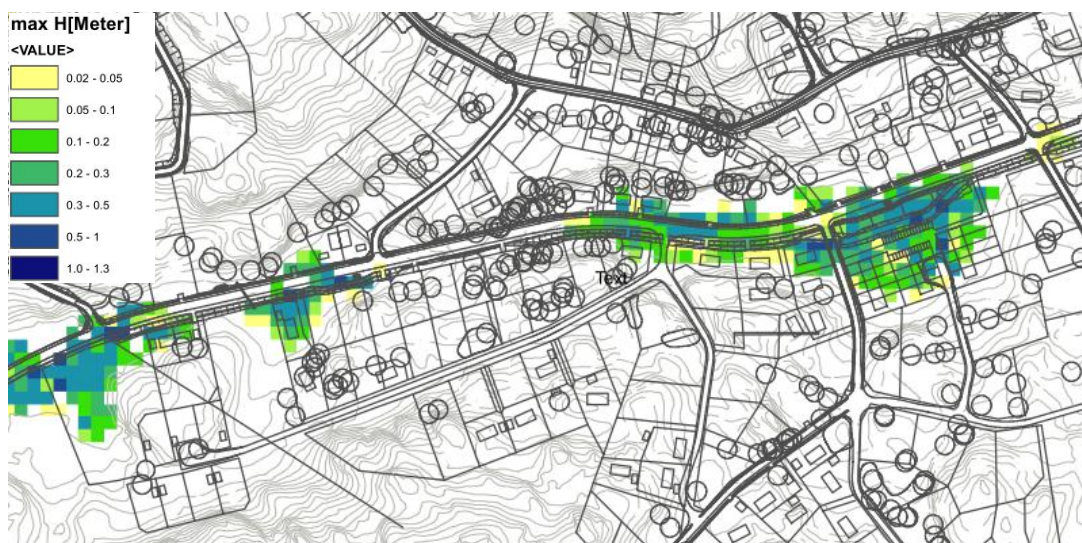 max H[Meter]
<VALUE>
0.02 - 0.05
0.05 - 0.1
0.1 - 0.2
0.2 - 0.3
0.3 - 0.5
0.5 - 1
1.0 - 1.3
Text